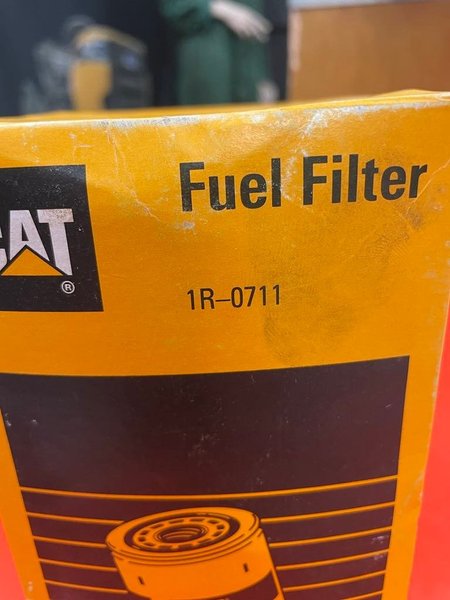 Fuel Filter
CAT
®
1R–0711